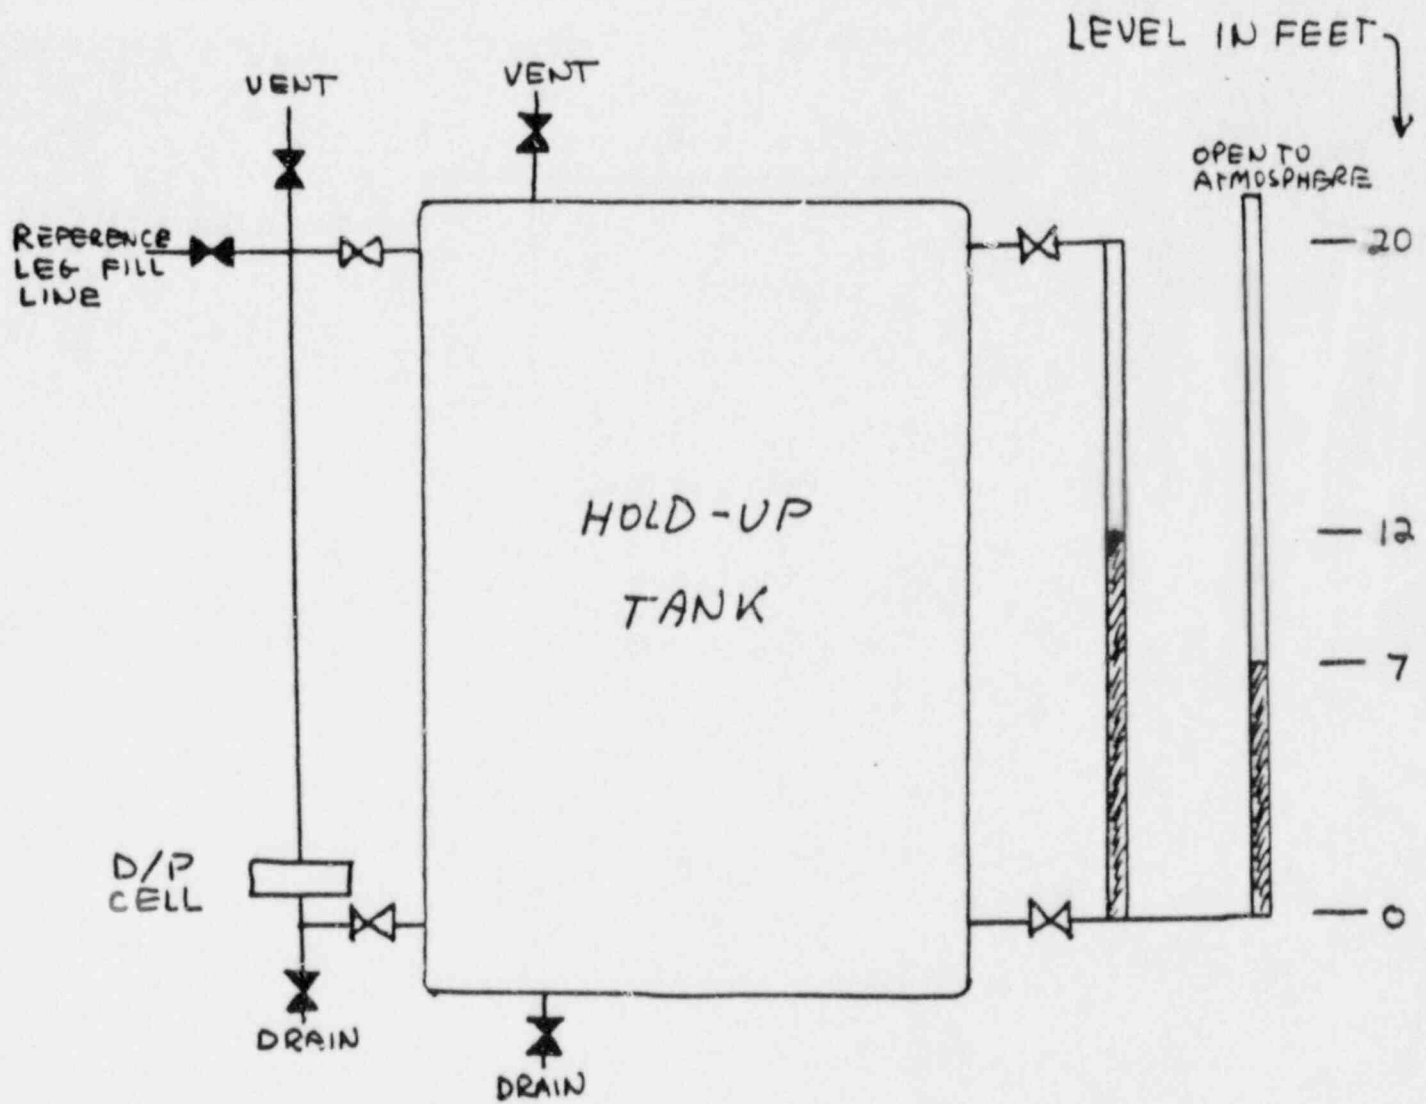 LEVEL IN FEET
VENT
VENT
OPEN TO
ATMOSPHERE
REFERENCE
LEG FILL
LINE
20
HOLD-UP
TANK
12
7
D/P
CELL
0
DRAIN
DRAIN